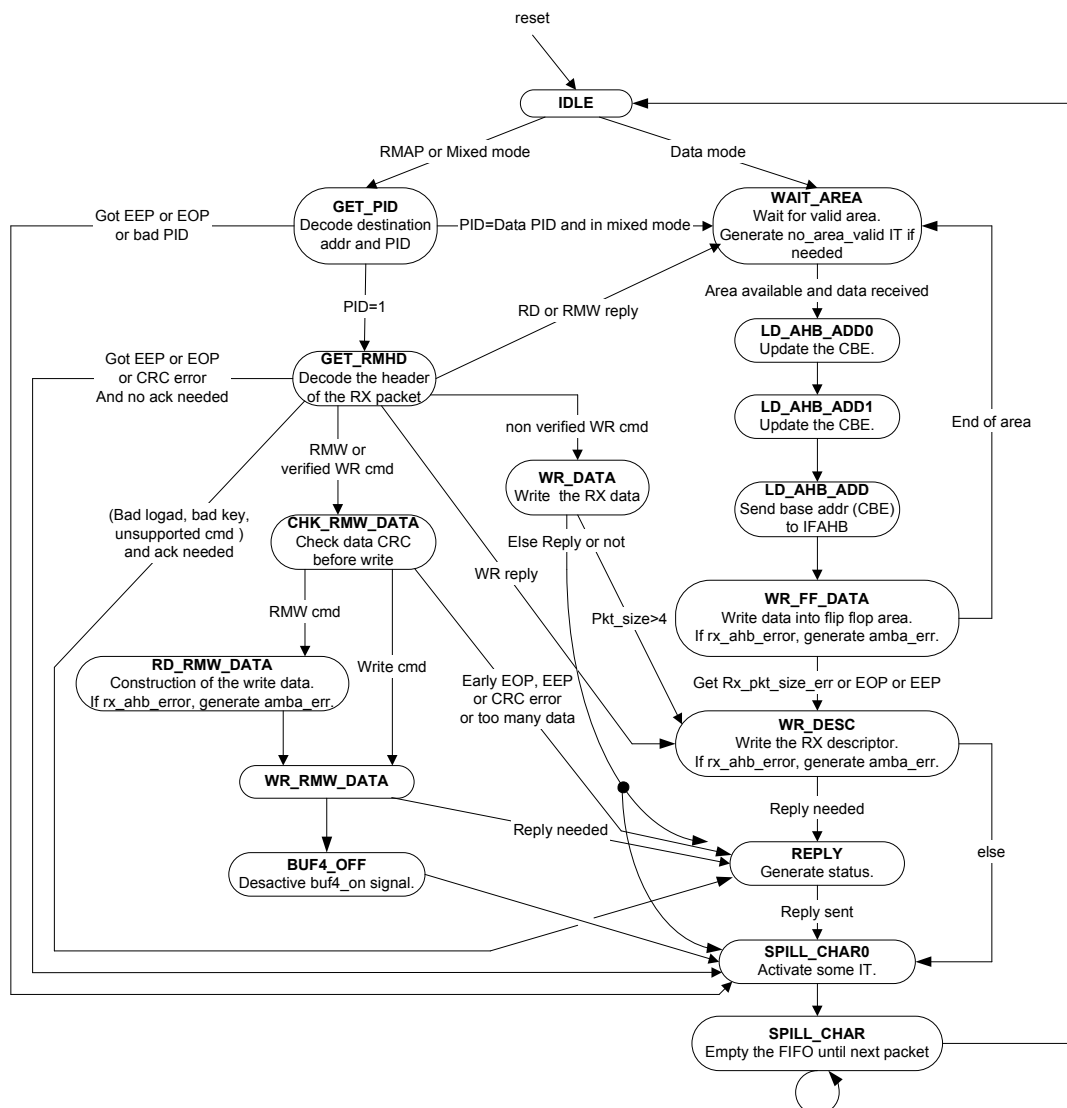 reset
IDLE
RMAP or Mixed mode
Data mode
Got EEP or EOP
or bad PID
GET_PID
Decode destination
addr and PID
PID=Data PID and in mixed mode
WAIT_AREA
Wait for valid area.
Generate no_area_valid IT if
needed
PID=1
RD or RMW reply
Area available and data received
LD_AHB_ADD0
Update the CBE.
Got EEP or EOP
or CRC error
And no ack needed
GET_RMHD
Decode the header
of the RX packet
LD_AHB_ADD1
Update the CBE.
End of area
non verified WR cmd
RMW or
verified WR cmd
WR_DATA
Write the RX data
LD_AHB_ADD
Send base addr (CBE)
to IFAHB
(Bad logad, bad key,
unsupported cmd )
and ack needed
CHK_RMW_DATA
Check data CRC
before write
Else Reply or not
WR reply
WR_FF_DATA
Write data into flip flop area.
If rx_ahb_error, generate amba_err.
RMW cmd
Pkt_size>4
RD_RMW_DATA
Construction of the write data.
If rx_ahb_error, generate amba_err.
Write cmd
Early EOP, EEP
or CRC error
or too many data
Get Rx_pkt_size_err or EOP or EEP
WR_DESC
Write the RX descriptor.
If rx_ahb_error, generate amba_err.
WR_RMW_DATA
Reply needed
Reply needed
else
BUF4_OFF
Desactive buf4_on signal.
REPLY
Generate status.
Reply sent
SPILL_CHAR0
Activate some IT.
SPILL_CHAR
Empty the FIFO until next packet